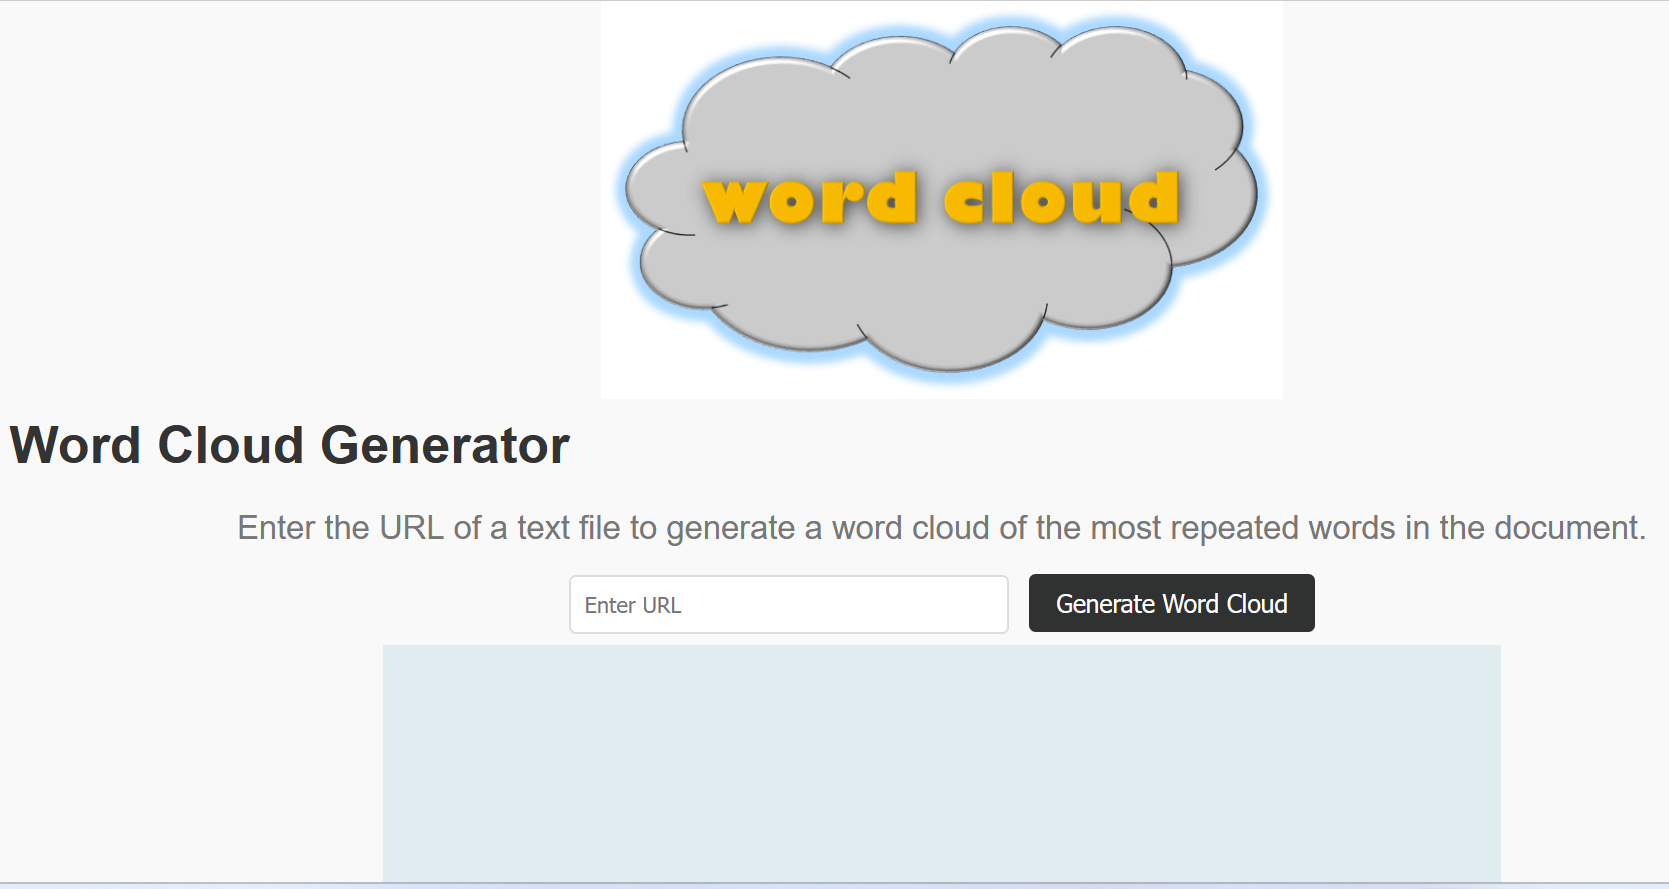 word cloud
Word Cloud Generator
Enter the URL of a text file to generate a word cloud of the most repeated words in the document.
Enter URL
Generate Word Cloud